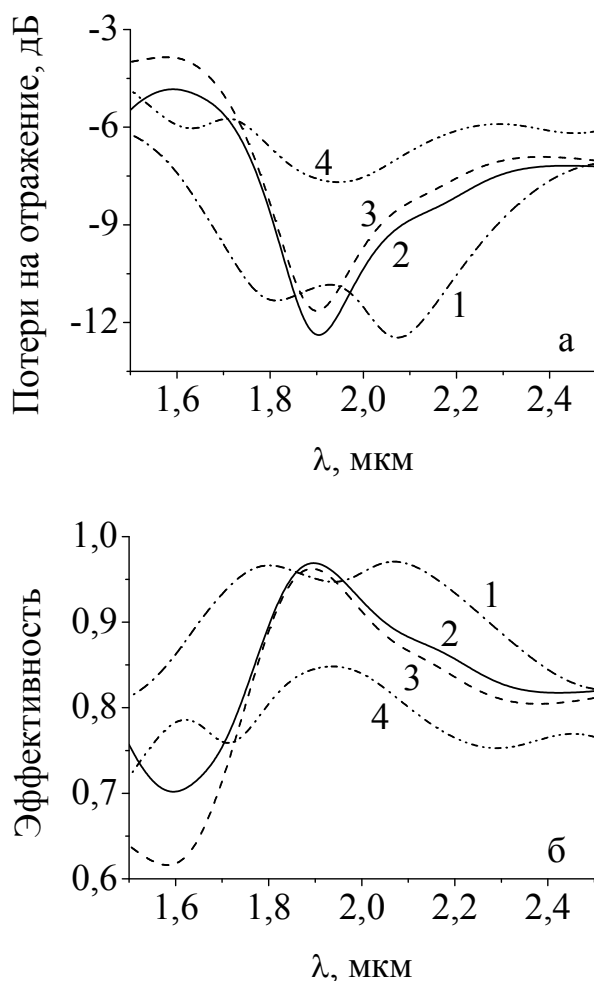 Потери на отражение, дБ
-3
-6
-9
-12
4
3
2
1
а
1,6 1,8 2,0 2,2 2,4
λ, мкм
Эффективность
1,0
0,9
0,8
0,7
0,6
1
2
3
4
б
1,6 1,8 2,0 2,2 2,4
λ, мкм